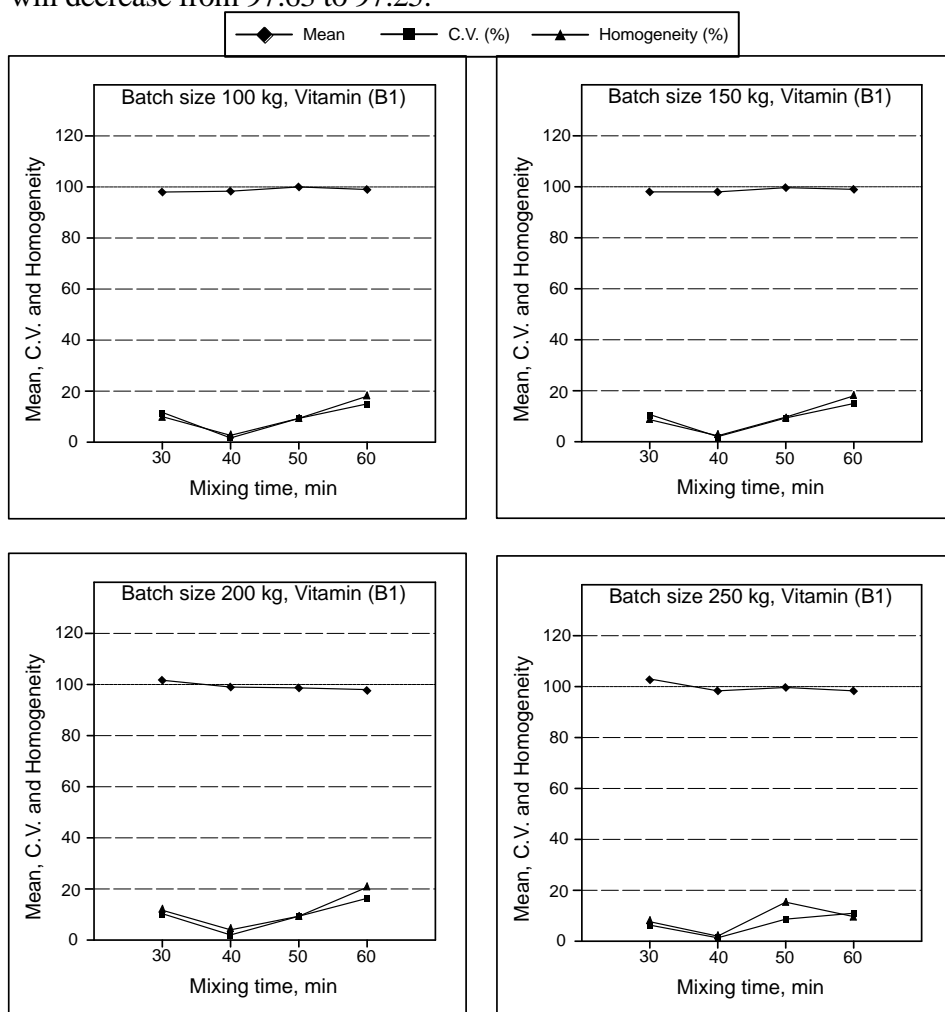 will decrease from to
Mean C.V. (%) Homogeneity (%)
Batch size 100 kg, Vitamin (B1)
Mean, C.V. and Homogeneity
120
100
80
60
40
20
0
30 40 50 60
Mixing time, min
Batch size 150 kg, Vitamin (B1)
Mean, C.V. and Homogeneity
120
100
80
60
40
20
0
30 40 50 60
Mixing time, min
Batch size 200 kg, Vitamin (B1)
Mean, C.V. and Homogeneity
120
100
80
60
40
20
0
30 40 50 60
Mixing time, min
Batch size 250 kg, Vitamin (B1)
Mean, C.V. and Homogeneity
120
100
80
60
40
20
0
30 40 50 60
Mixing time, min